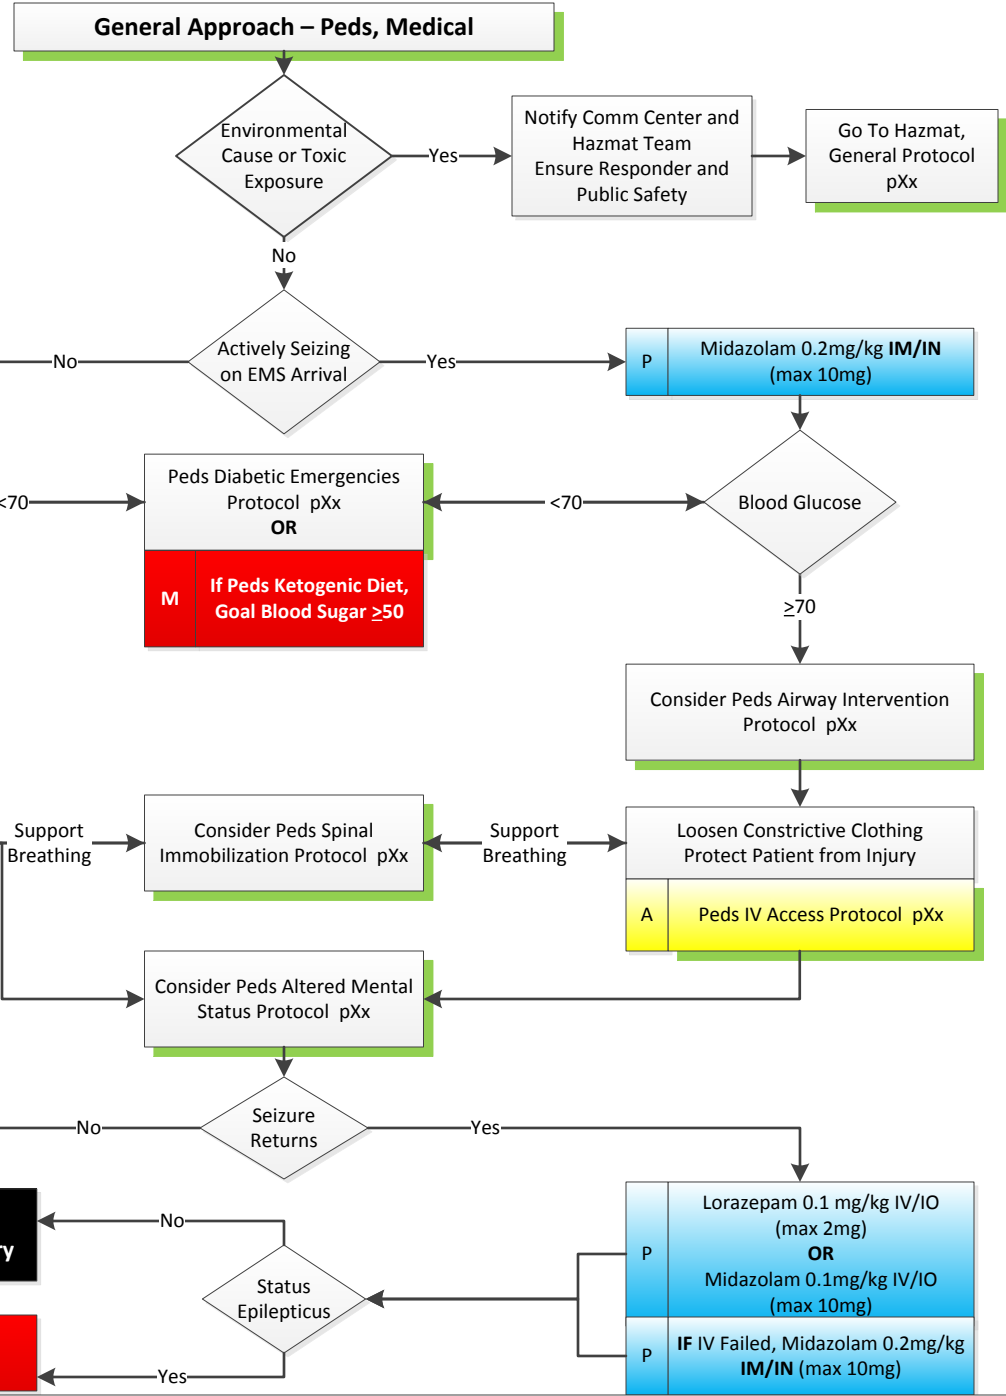 General Approach – Peds, Medical
Environmental
Cause or Toxic
Exposure
Yes
Notify Comm Center and
Hazmat Team
Ensure Responder and
Public Safety
Go To Hazmat,
General Protocol
pXx
No
Actively Seizing
on EMS Arrival
No
Yes
P
Midazolam 0.2mg/kg IM/IN
(max 10mg)
<70
Peds Diabetic Emergencies
Protocol pXx
OR
M
If Peds Ketogenic Diet,
Goal Blood Sugar ≥50
<70
Blood Glucose
≥70
Consider Peds Airway Intervention
Protocol pXx
Support
Breathing
Consider Peds Spinal
Immobilization Protocol pXx
Support
Breathing
Loosen Constrictive Clothing
Protect Patient from Injury
A
Peds IV Access Protocol pXx
Consider Peds Altered Mental
Status Protocol pXx
Seizure
Returns
No
Yes
P
Lorazepam 0.1 mg/kg IV/IO
(max 2mg)
OR
Midazolam 0.1mg/kg IV/IO
(max 10mg)
P
IF IV Failed, Midazolam 0.2mg/kg
IM/IN (max 10mg)
Status
Epilepticus
No
Yes